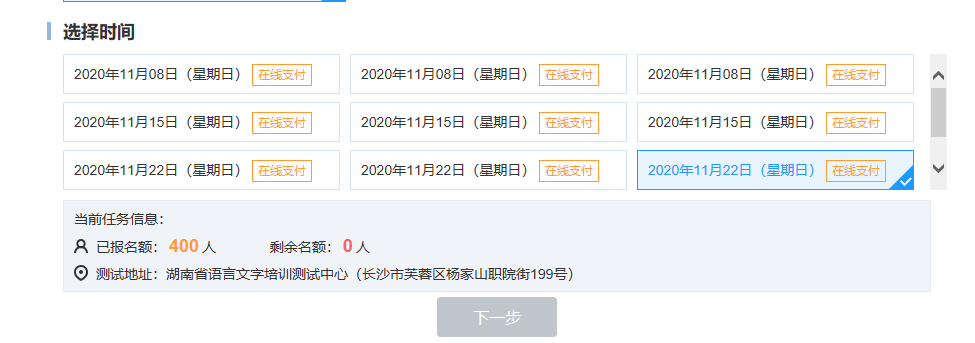 选择时间
2020年11月08日（星期日） 在线支付 2020年11月08日（星期日） 在线支付 2020年11月08日（星期日） 在线支付
2020年11月15日（星期日） 在线支付 2020年11月15日（星期日） 在线支付 2020年11月15日（星期日） 在线支付
2020年11月22日（星期日） 在线支付 2020年11月22日（星期日） 在线支付 2020年11月22日（星期日） 在线支付
当前任务信息：
已报名额： 400 人 剩余名额： 0 人
测试地址：湖南省语言文字培训测试中心（长沙市芙蓉区杨家山职院街199号）
下一步